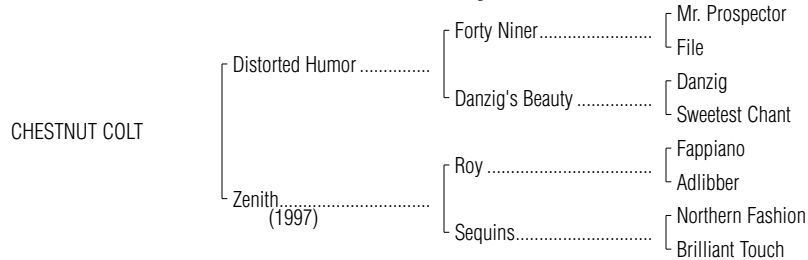 Mr. Prospector
Forty Niner........................
File
Distorted Humor ...............
Danzig
Danzig's Beauty ................
Sweetest Chant
CHESTNUT COLT
Fappiano
Roy ...................................
Adlibber
Zenith................................
(1997)
Northern Fashion
Sequins.............................
Brilliant Touch